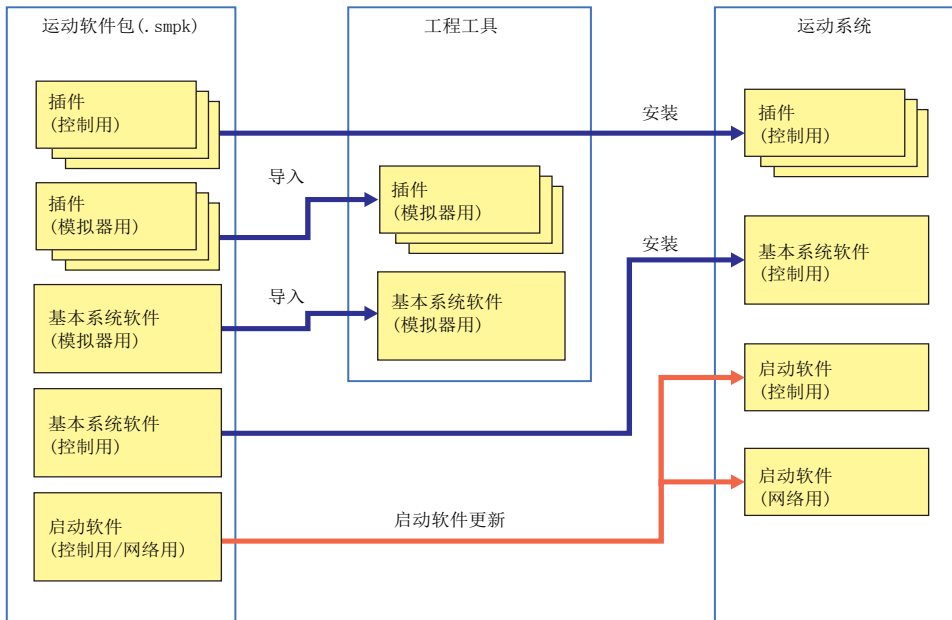 运动软件包(.smpk)
插件
(控制用)
插件
(模拟器用)
基本系统软件
(模拟器用)
基本系统软件
(控制用)
启动软件
(控制用/网络用)
导入
导入
启动软件更新
工程工具
插件
(模拟器用)
基本系统软件
(模拟器用)
安装
安装
运动系统
插件
(控制用)
基本系统软件
(控制用)
启动软件
(控制用)
启动软件
(网络用)